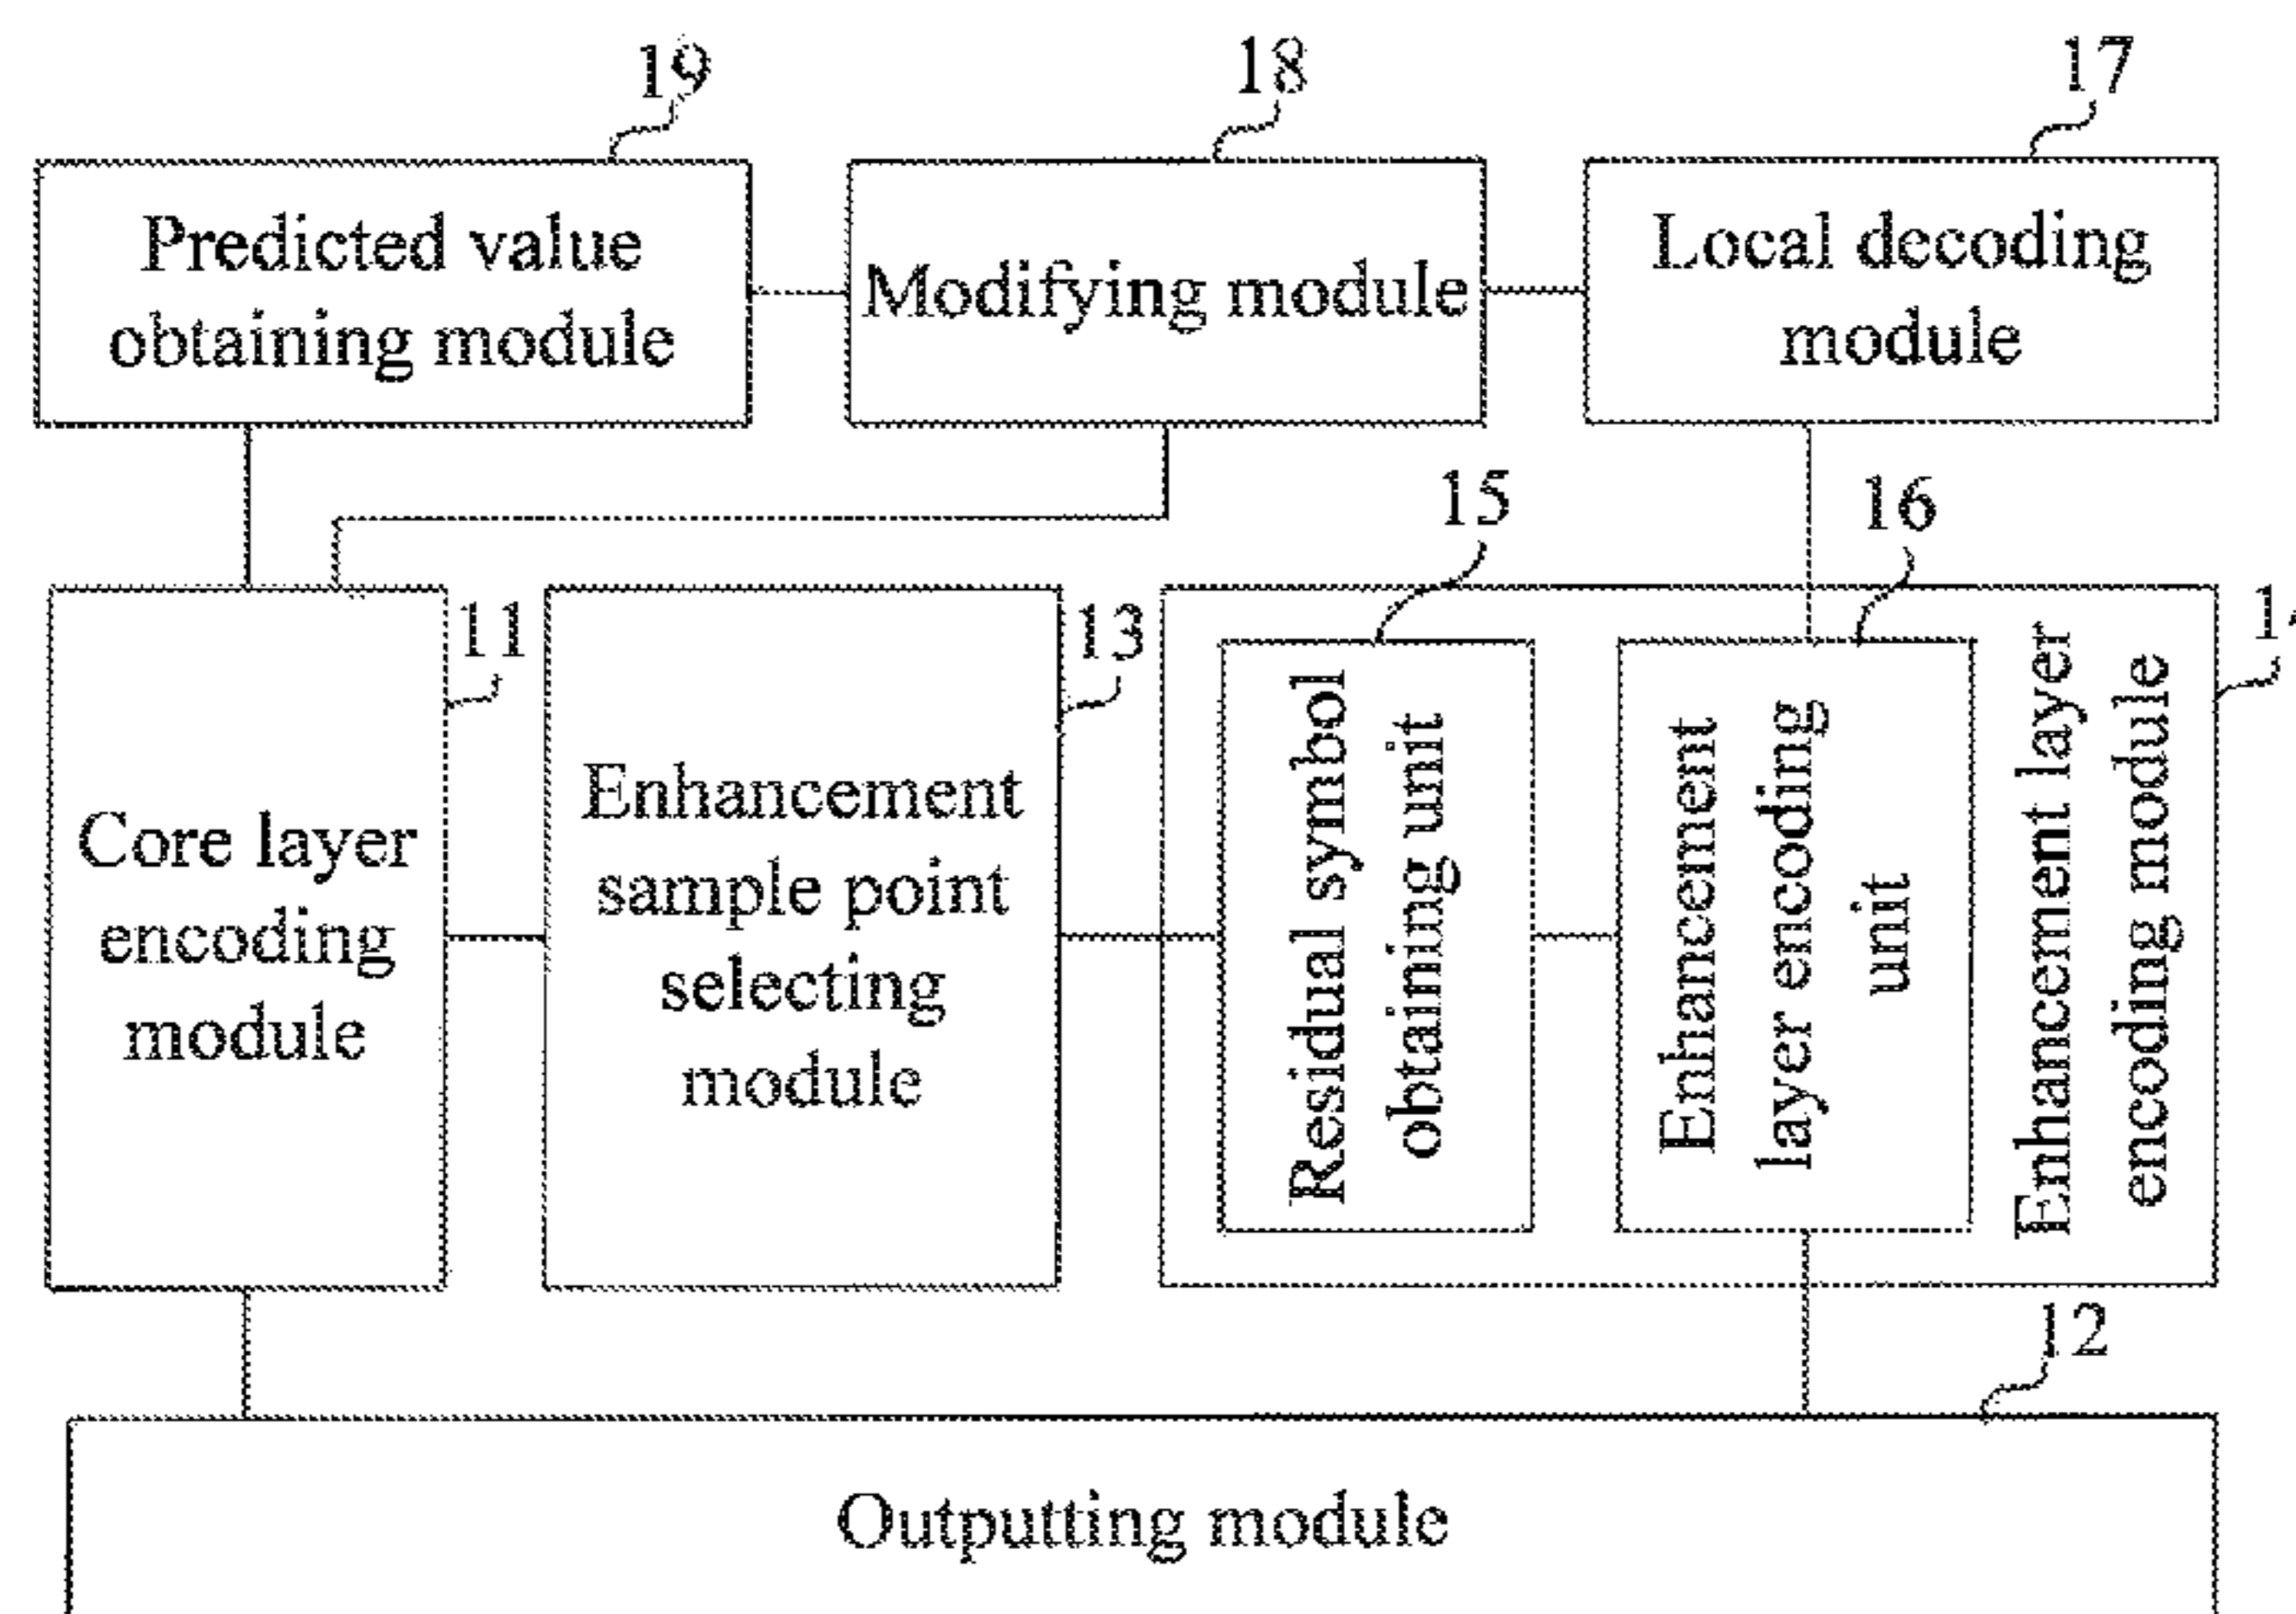 19
18
17
Predicted value
obtaining module
Modifying module
Local decoding
module
15
16
11
13
Core layer
encoding
module
Enhancement
sample point
selecting
module
Residual symbol
obtaining unit
Enhancement
layer encoding
unit
Enhancement layer
encoding module
12
Outputting module